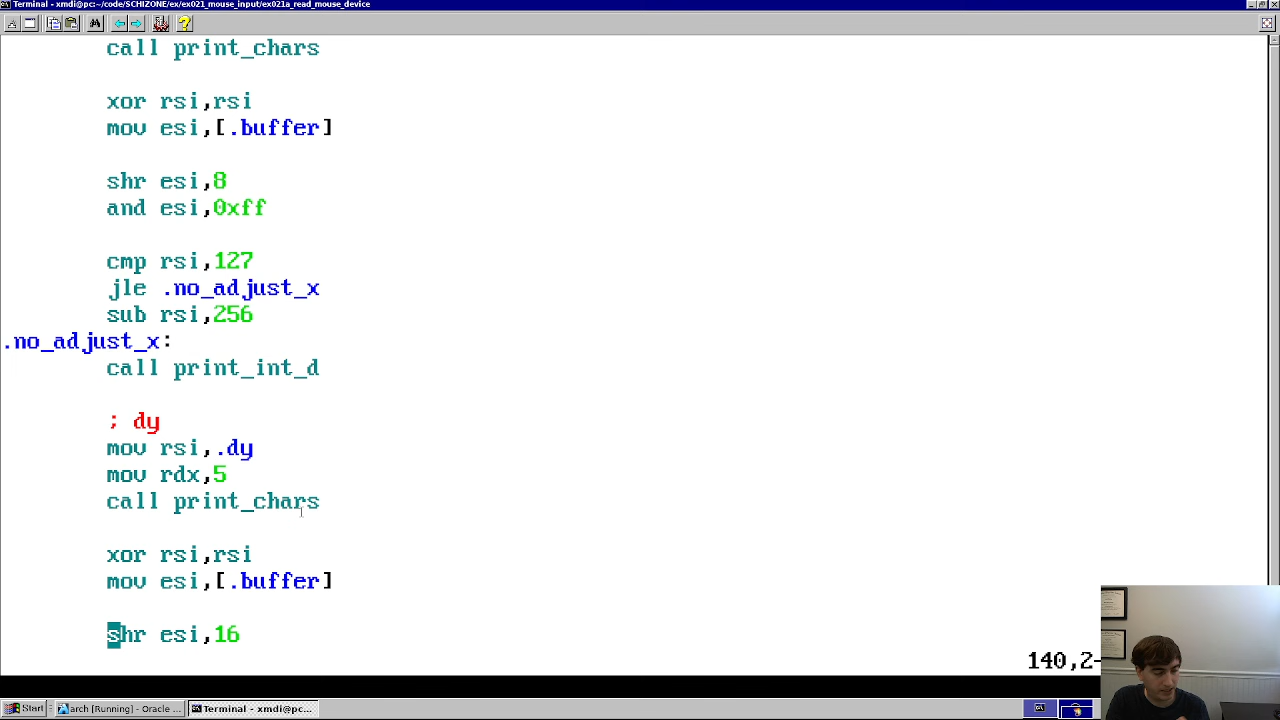 Terminal - xmdi@pc:~/code/SCHIZONE/ex/ex021_mouse_input/ex021a_read_mouse_device
call print_chars
xor rsi,rsi
mov esi,[.buffer]
shr esi,8
and esi,0xff
cmp rsi,127
jle .no_adjust_x
sub rsi,256
.no_adjust_x:
call print_int_d
; dy
mov rsi,.dy
mov rdx,5
call print_chars
xor rsi,rsi
mov esi,[.buffer]
shr esi,16
140,2-
Start
arch [Running] - Oracle ...
Terminal - xmdi@pc:...